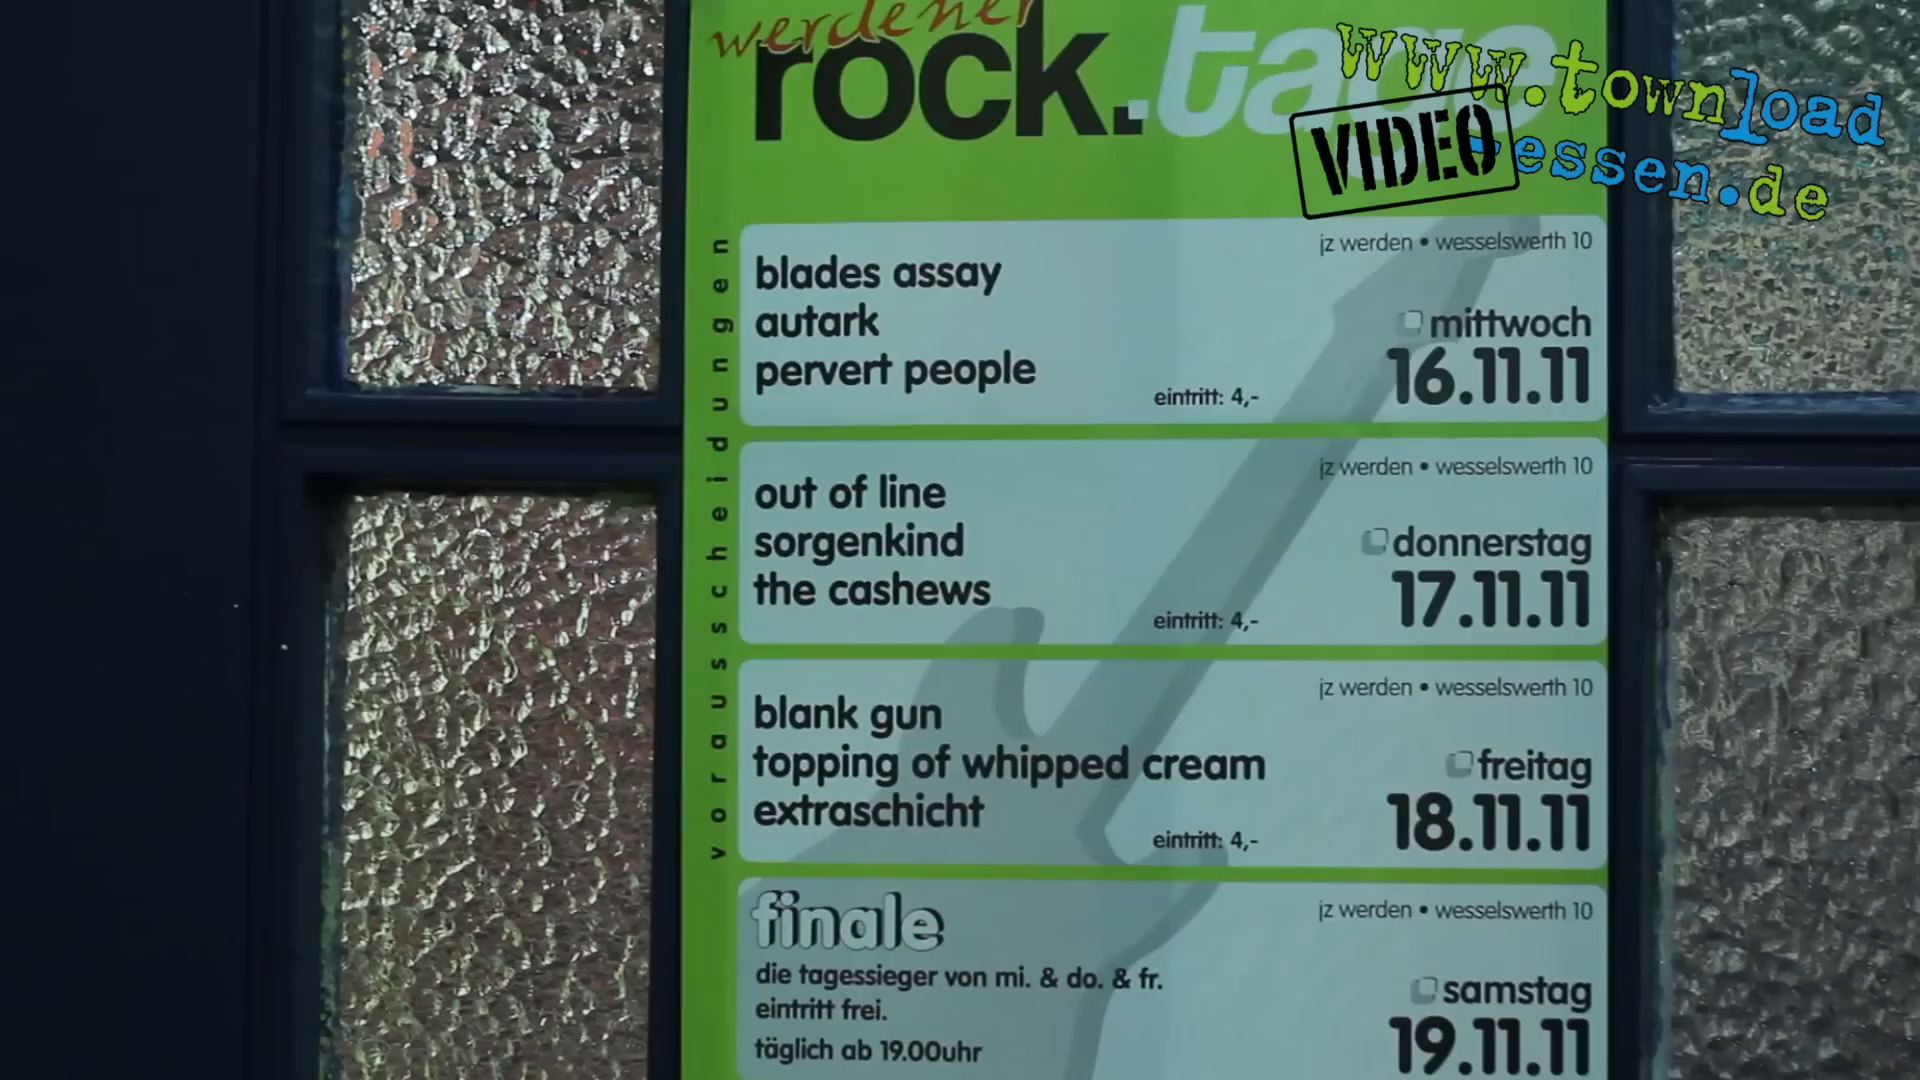 werdener
rock.tage
www.townload
VIDEO
essen.de
vorausscheidungen
jz werden • wesselswerth 10
blades assay
autark
pervert people
eintritt: 4,-
mittwoch
16.11.11
jz werden • wesselswerth 10
out of line
sorgenkind
the cashews
eintritt: 4,-
donnerstag
17.11.11
jz werden • wesselswerth 10
blank gun
topping of whipped cream
extraschicht
eintritt: 4,-
freitag
18.11.11
finale
jz werden • wesselswerth 10
die tagessieger von mi. & do. & fr.
eintritt frei.
täglich ab 19.00uhr
samstag
19.11.11